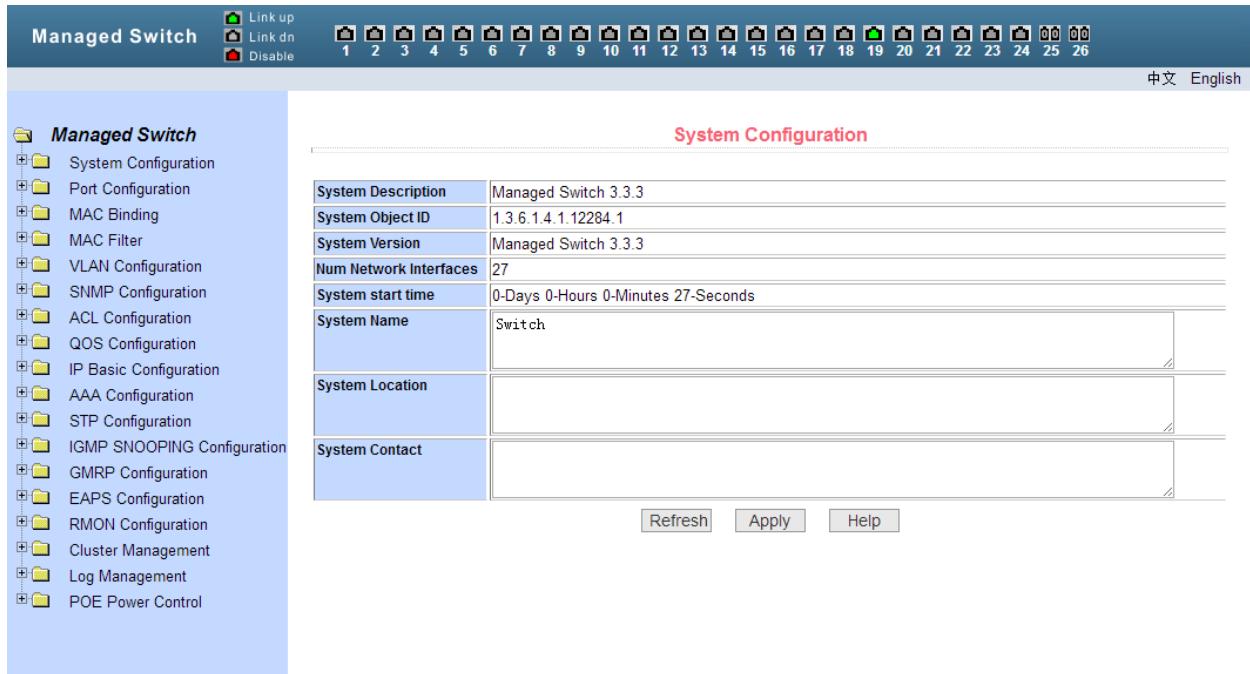 Managed Switch
Link up
Link dn
Disable
1 2 3 4 5 6 7 8 9 10 11 12 13 14 15 16 17 18 19 20 21 22 23 24 25 26
中文 English
Managed Switch
System Configuration
Port Configuration
MAC Binding
MAC Filter
VLAN Configuration
SNMP Configuration
ACL Configuration
QOS Configuration
IP Basic Configuration
AAA Configuration
STP Configuration
IGMP SNOOPING Configuration
GMRP Configuration
EAPS Configuration
RMON Configuration
Cluster Management
Log Management
POE Power Control
System Configuration
System Description Managed Switch 3.3.3
System Object ID 1.3.6.1.4.1.12284.1
System Version Managed Switch 3.3.3
Num Network Interfaces 27
System start time 0-Days 0-Hours 0-Minutes 27-Seconds
System Name Switch
System Location
System Contact
Refresh Apply Help